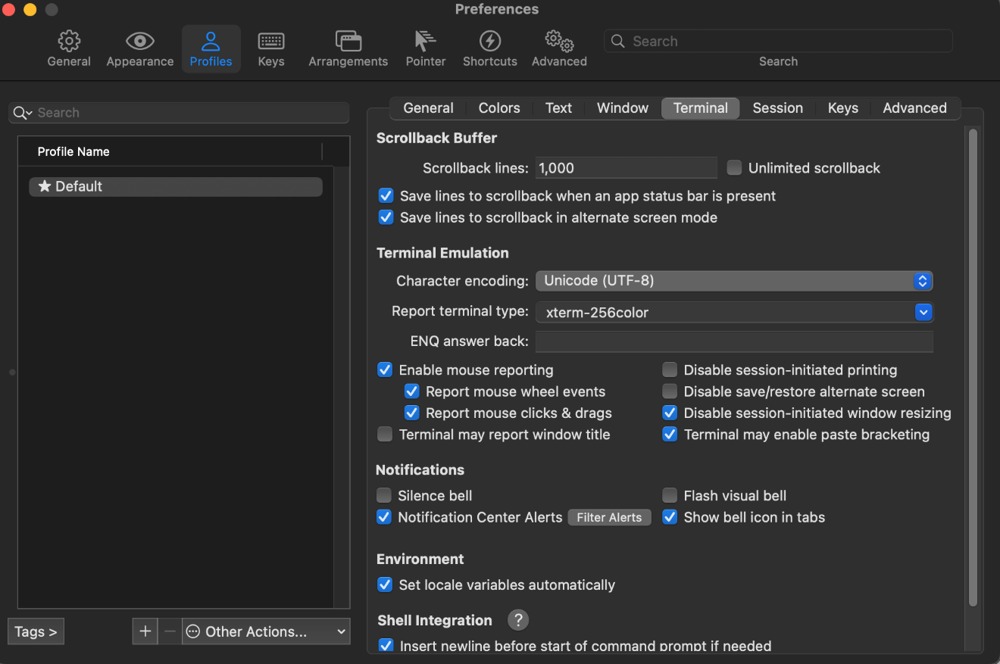 Preferences
General
Appearance
Profiles
Keys
Arrangements
Pointer
Shortcuts
Advanced
Search
Search
Search
Profile Name
Default
Tags >
Other Actions...
General Colors Text Window Terminal Session Keys Advanced
Scrollback Buffer
Scrollback lines: 1,000 Unlimited scrollback
Save lines to scrollback when an app status bar is present
Save lines to scrollback in alternate screen mode
Terminal Emulation
Character encoding: Unicode (UTF-8)
Report terminal type: xterm-256color
ENQ answer back:
Enable mouse reporting Disable session-initiated printing
Report mouse wheel events Disable save/restore alternate screen
Report mouse clicks & drags Disable session-initiated window resizing
Terminal may report window title Terminal may enable paste bracketing
Notifications
Silence bell Flash visual bell
Notification Center Alerts Filter Alerts Show bell icon in tabs
Environment
Set locale variables automatically
Shell Integration ?
Insert newline before start of command prompt if needed